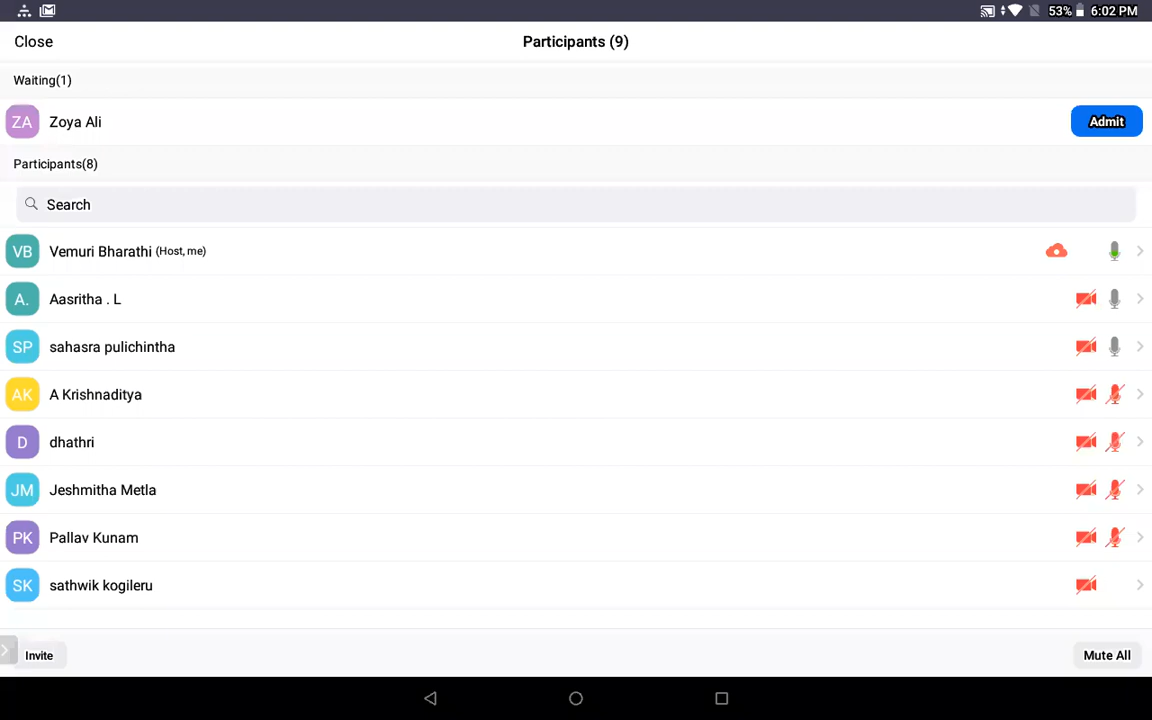 53% 6:02 PM
Close Participants (9)
Waiting(1)
ZA Zoya Ali Admit
Participants(8)
Search
VB Vemuri Bharathi (Host, me)
A. Aasritha . L
SP sahasra pulichintha
AK A Krishnaditya
D dhathri
JM Jeshmitha Metla
PK Pallav Kunam
SK sathwik kogileru
Invite Mute All